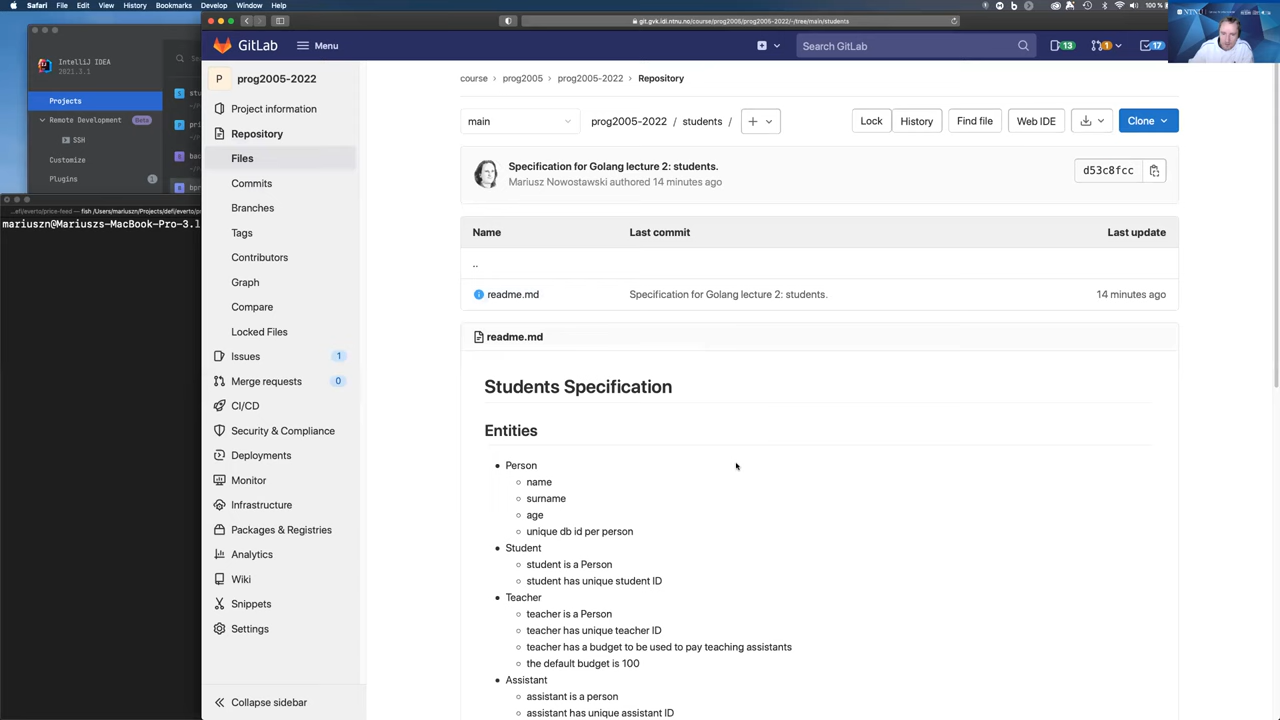 Safari File Edit View History Bookmarks Develop Window Help
100 %
IntelliJ IDEA
2021.3.1
Projects
Remote Development Beta
SSH
Customize
Plugins 1
mariuszn@Mariuszs-MacBook-Pro-3.l
git.gvk.idi.ntnu.no/course/prog2005/prog2005-2022/-/tree/main/students
NTNU
GitLab Menu Search GitLab 13 1 17
P prog2005-2022
Project information
Repository
Files
Commits
Branches
Tags
Contributors
Graph
Compare
Locked Files
Issues 1
Merge requests 0
CI/CD
Security & Compliance
Deployments
Monitor
Infrastructure
Packages & Registries
Analytics
Wiki
Snippets
Settings
Collapse sidebar
course › prog2005 › prog2005-2022 › Repository
main prog2005-2022 / students / + Lock History Find file Web IDE Clone
Specification for Golang lecture 2: students.
Mariusz Nowostawski authored 14 minutes ago
d53c8fcc
Name Last commit Last update
..
readme.md Specification for Golang lecture 2: students. 14 minutes ago
readme.md
Students Specification
Entities
• Person
◦ name
◦ surname
◦ age
◦ unique db id per person
• Student
◦ student is a Person
◦ student has unique student ID
• Teacher
◦ teacher is a Person
◦ teacher has unique teacher ID
◦ teacher has a budget to be used to pay teaching assistants
◦ the default budget is 100
• Assistant
◦ assistant is a person
◦ assistant has unique assistant ID